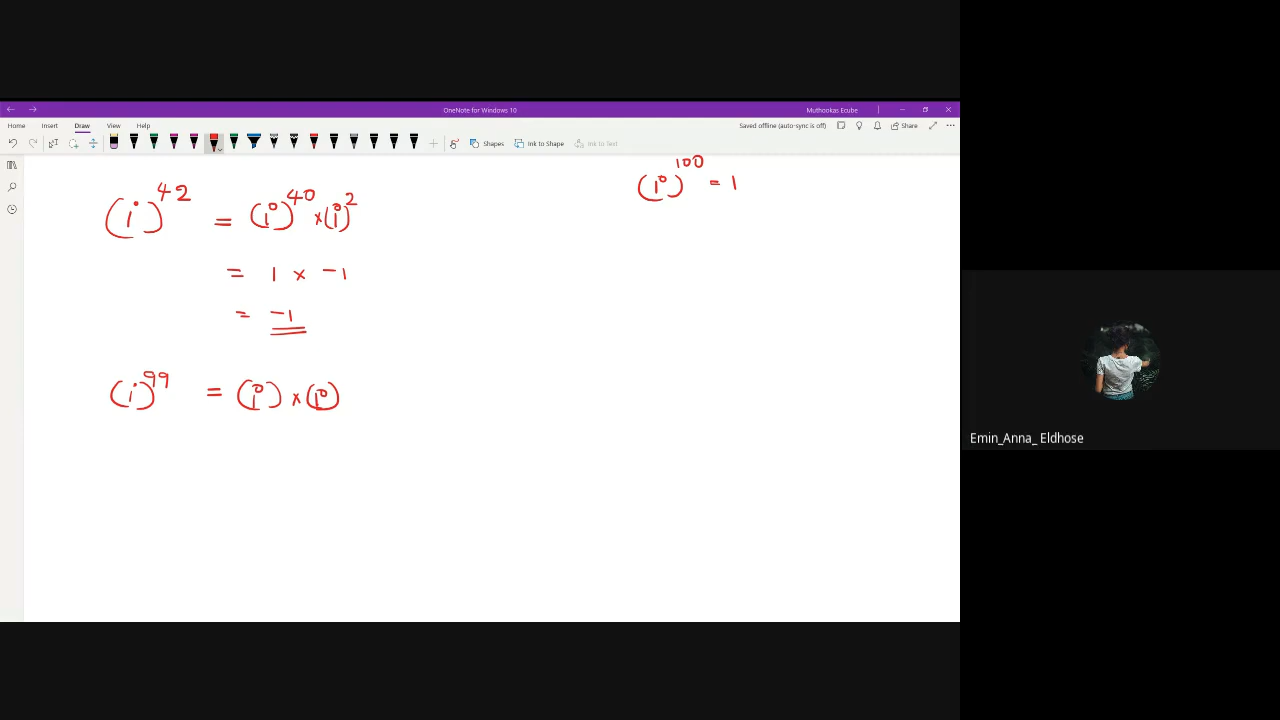 OneNote for Windows 10
Muthookas Ecube
Home Insert Draw View Help
Saved offline (auto-sync is off) Share
Shapes Ink to Shape Ink to Text
(i)^100 = 1
(i)^42 = (i)^40 × (i)^2
= 1 × -1
= -1
(i)^99 = (i) × (i)
Emin_Anna_ Eldhose